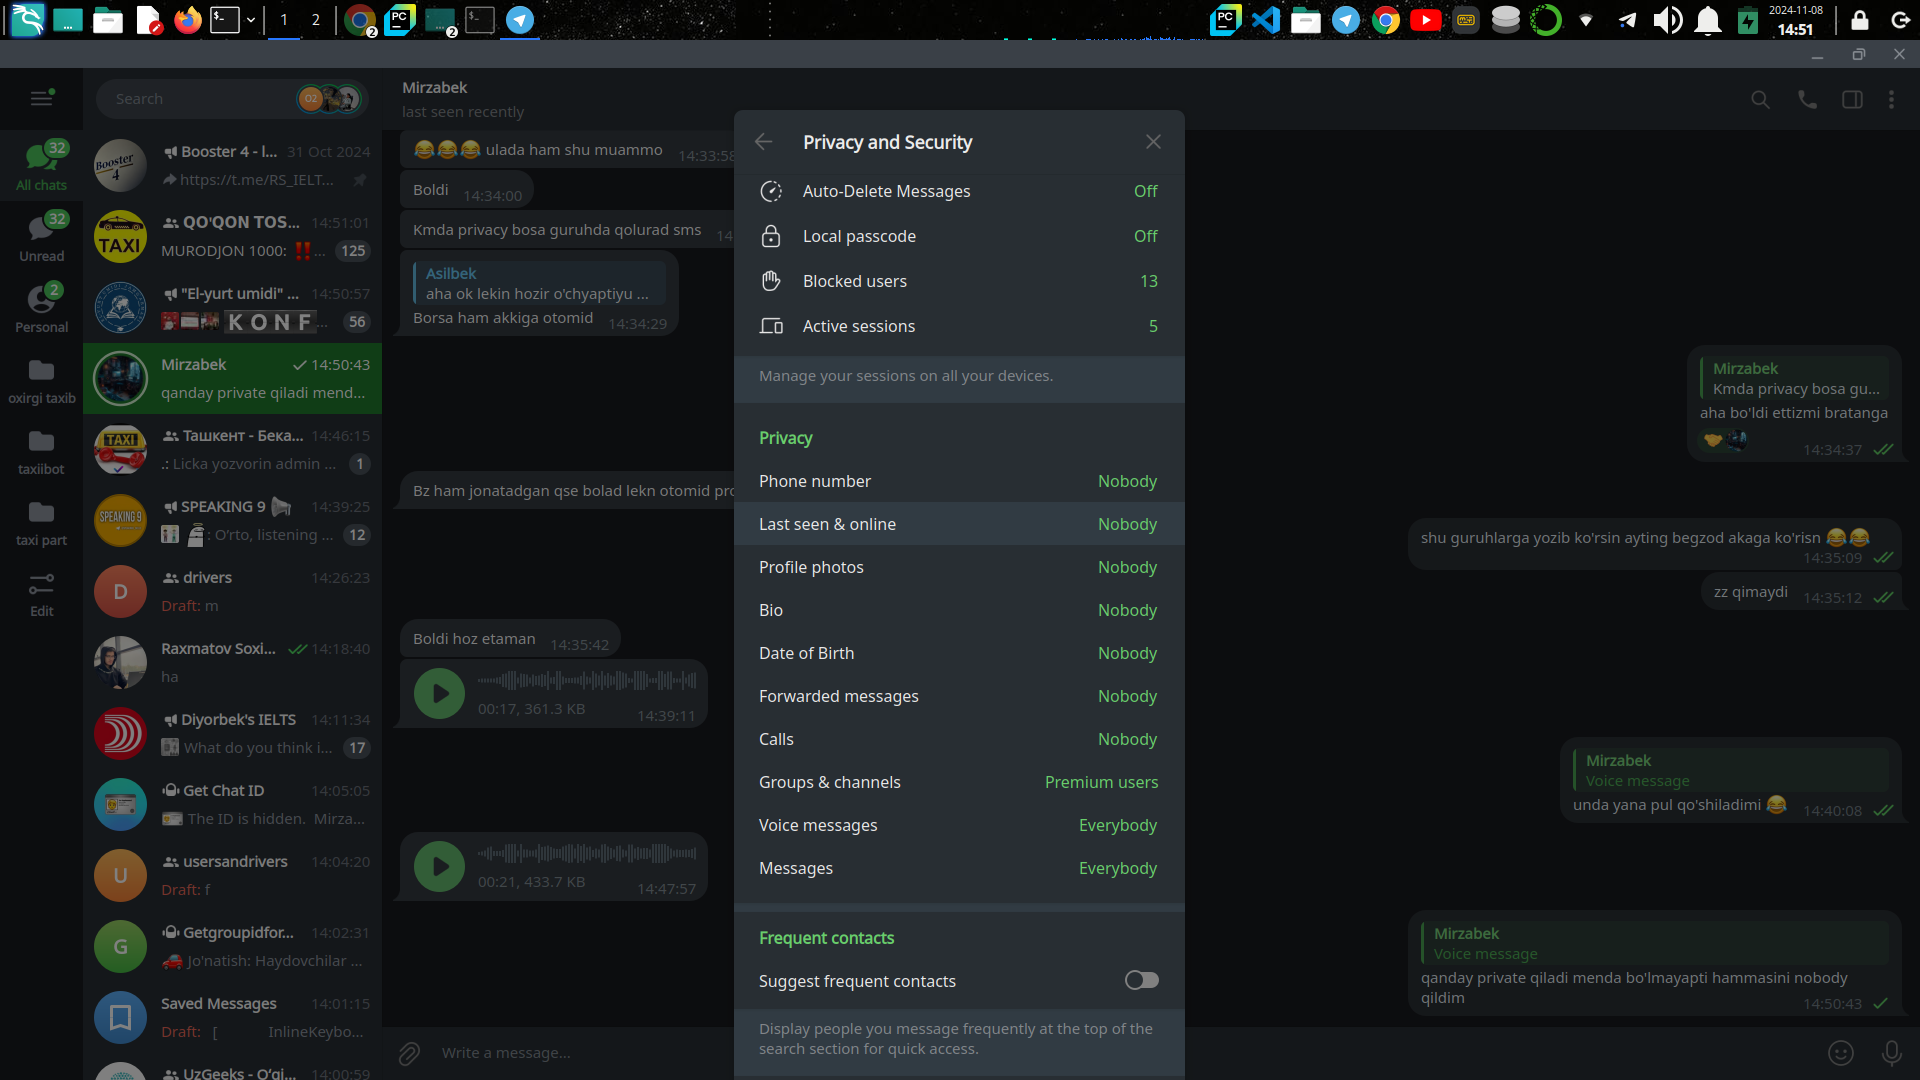 1
2
2
2
2024-11-08
14:51
Search
O2
32
All chats
32
Unread
2
Personal
oxirgi taxib
taxiibot
taxi part
Edit
Booster 4 - l... 31 Oct 2024
https://t.me/RS_IELT...
QO'QON TOS... 14:51:01
MURODJON 1000: ‼️... 125
"El-yurt umidi" ... 14:50:57
K O N F ... 56
Mirzabek 14:50:43
qanday private qiladi mend...
Ташкент - Бека... 14:46:15
.: Licka yozvorin admin ... 1
SPEAKING 9 14:39:25
: O‘rto, listening ... 12
drivers 14:26:23
Draft: m
Raxmatov Soxi... 14:18:40
ha
Diyorbek's IELTS 14:11:34
What do you think i... 17
Get Chat ID 14:05:05
The ID is hidden. Mirza...
usersandrivers 14:04:20
Draft: f
Getgroupidfor... 14:02:31
Jo'natish: Haydovchilar ...
Saved Messages 14:01:15
Draft: [ InlineKeybo...
UzGeeks - O‘gi... 14:00:59
Booster 4
TAXI
TAXI
SPEAKING 9
D
U
G
Mirzabek
last seen recently
😂😂😂 ulada ham shu muammo 14:33:58
Boldi 14:34:00
Kmda privacy bosa guruhda qolurad sms 14
Asilbek
aha ok lekin hozir o'chyaptiyu ...
Borsa ham akkiga otomid 14:34:29
Bz ham jonatadgan qse bolad lekn otomid pro
Boldi hoz etaman 14:35:42
00:17, 361.3 KB 14:39:11
00:21, 433.7 KB 14:47:57
Write a message...
Privacy and Security
Auto-Delete Messages Off
Local passcode Off
Blocked users 13
Active sessions 5
Manage your sessions on all your devices.
Privacy
Phone number Nobody
Last seen & online Nobody
Profile photos Nobody
Bio Nobody
Date of Birth Nobody
Forwarded messages Nobody
Calls Nobody
Groups & channels Premium users
Voice messages Everybody
Messages Everybody
Frequent contacts
Suggest frequent contacts
Display people you message frequently at the top of the
search section for quick access.
Mirzabek
Kmda privacy bosa gu...
aha bo'ldi ettizmi bratanga
14:34:37
shu guruhlarga yozib ko'rsin ayting begzod akaga ko'risn 😂😂
14:35:09
zz qimaydi 14:35:12
Mirzabek
Voice message
unda yana pul qo'shiladimi 😂 14:40:08
Mirzabek
Voice message
qanday private qiladi menda bo'lmayapti hammasini nobody
qildim 14:50:43